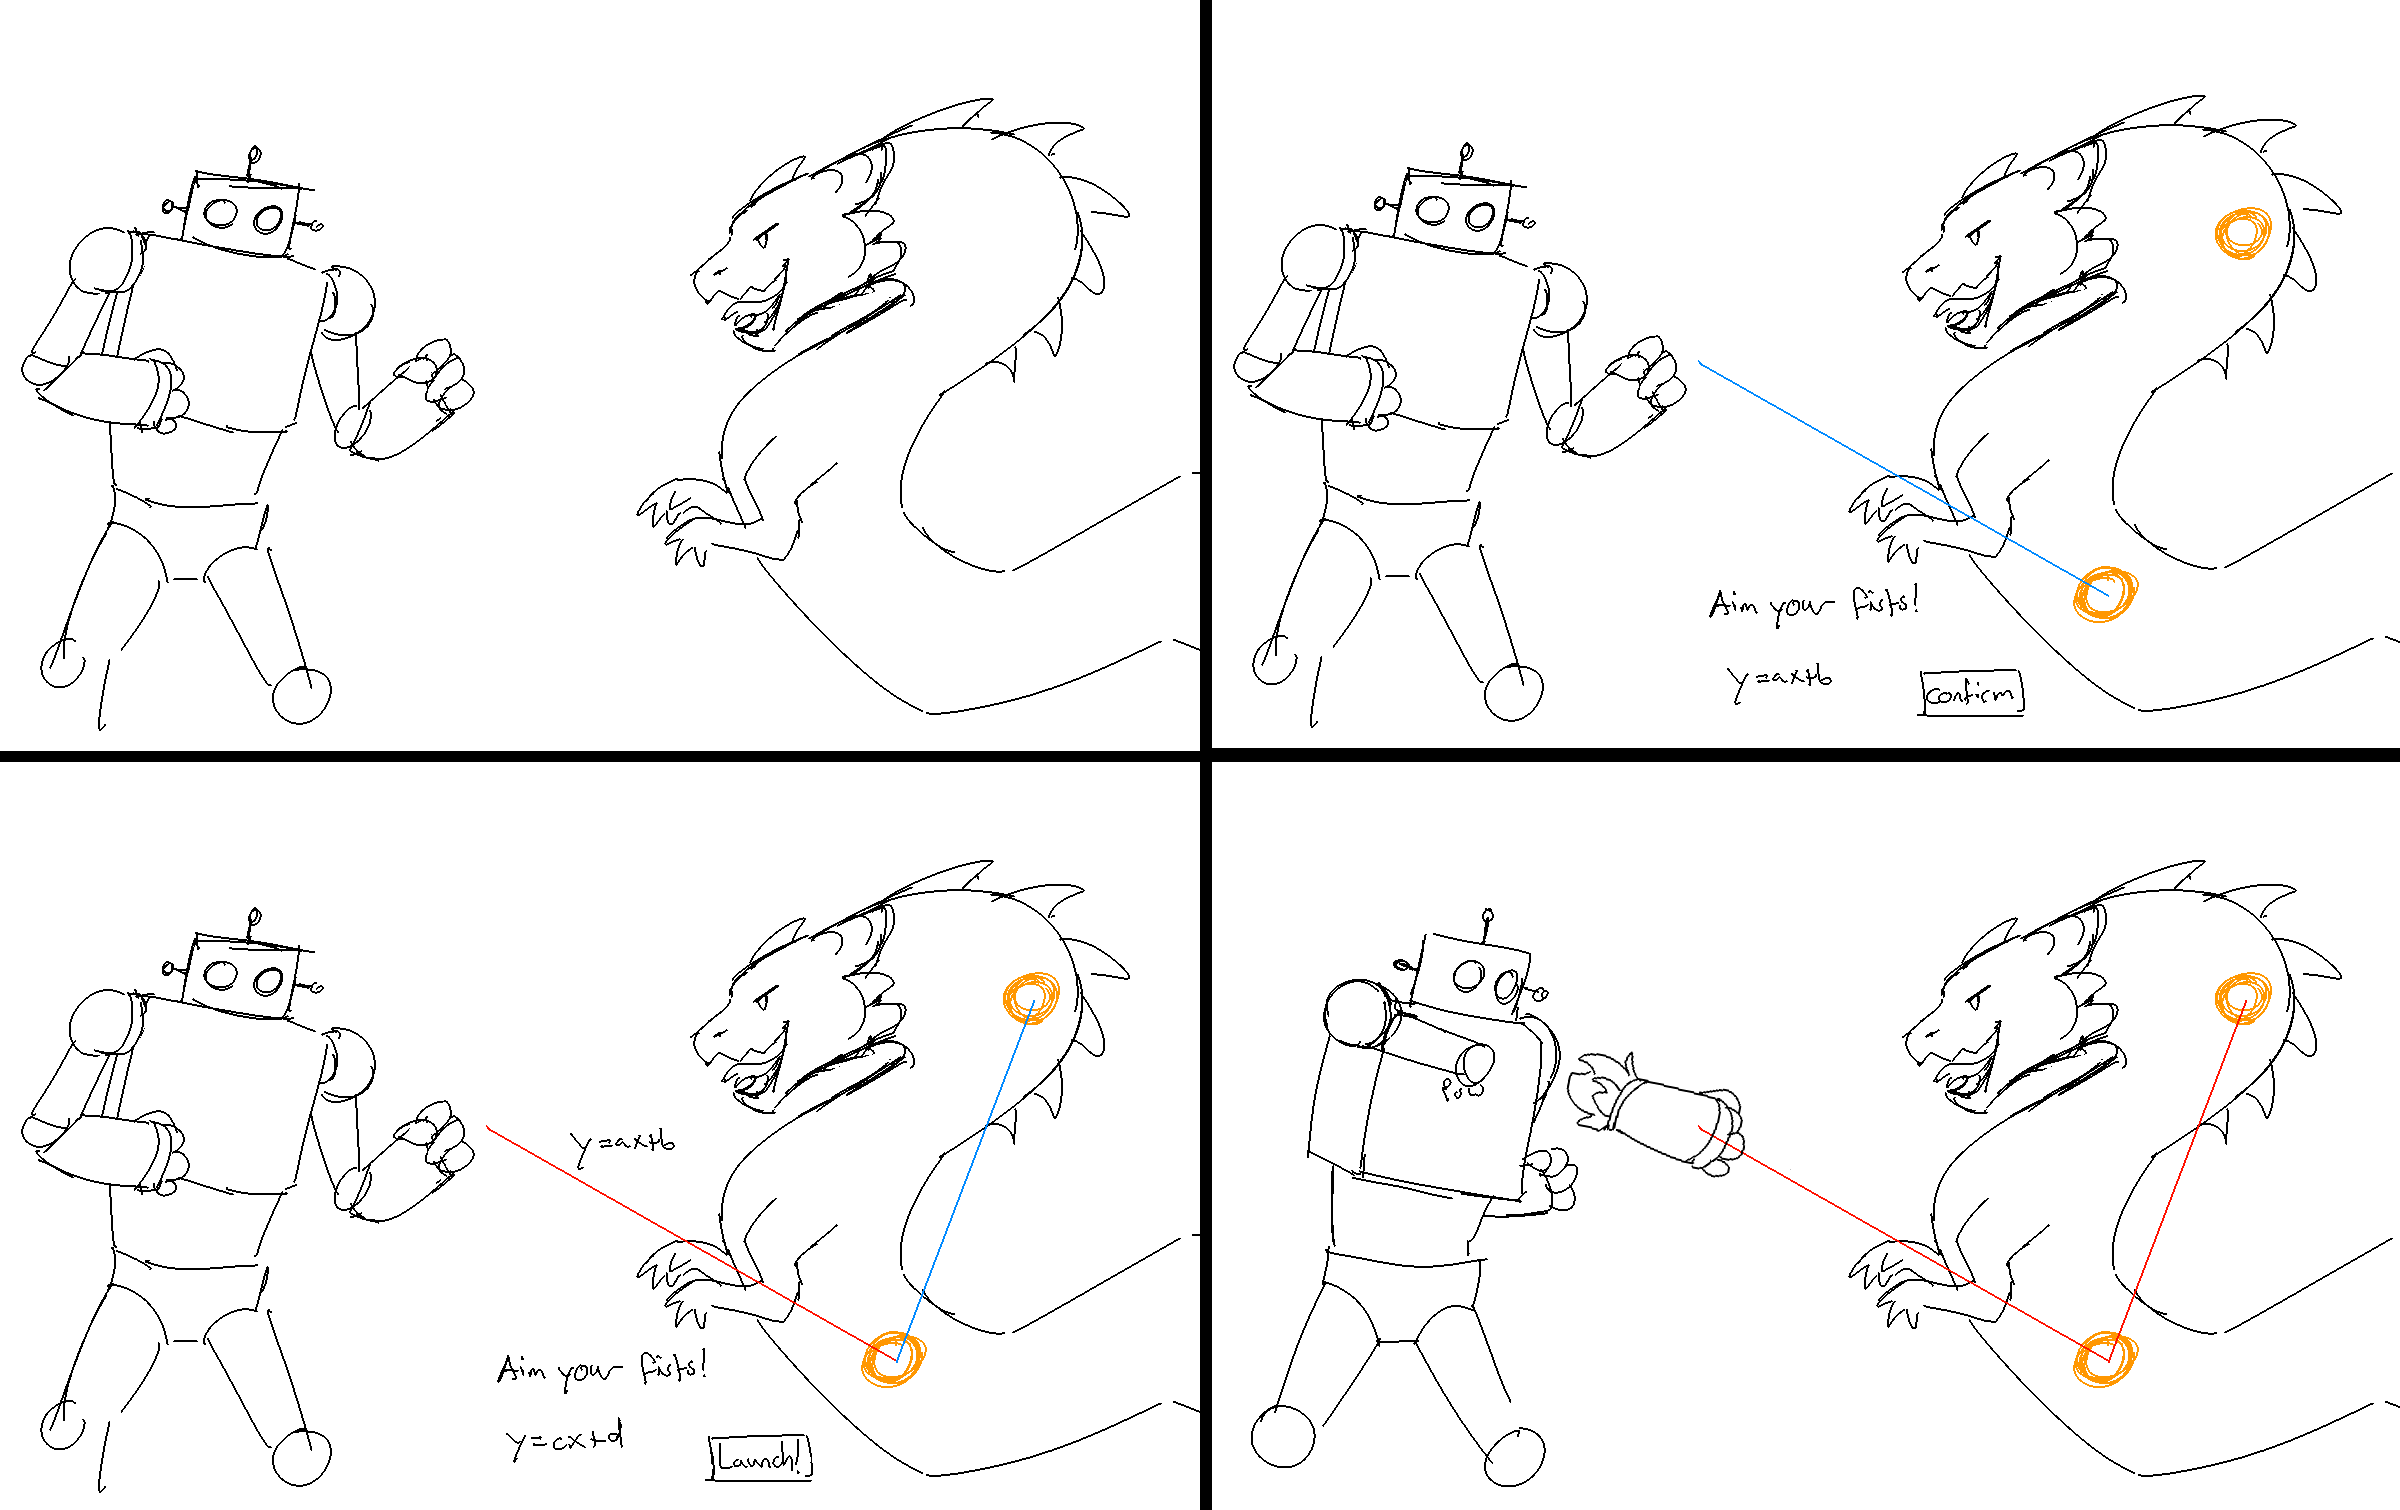 Aim your fists!
y=ax+b
Confirm
y=ax+b
Aim your fists!
y=cx+d
Launch!
POW